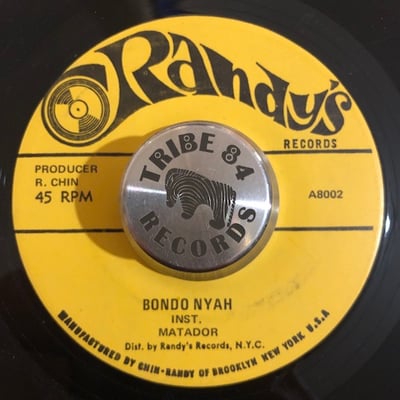 Randy's
RECORDS
PRODUCER
R. CHIN
45 RPM
A8002
TRIBE 84
RECORDS
BONDO NYAH
INST.
MATADOR
Dist. by Randy's Records, N.Y.C.
MANUFACTURED BY CHIN-RANDY OF BROOKLYN NEW YORK U.S.A